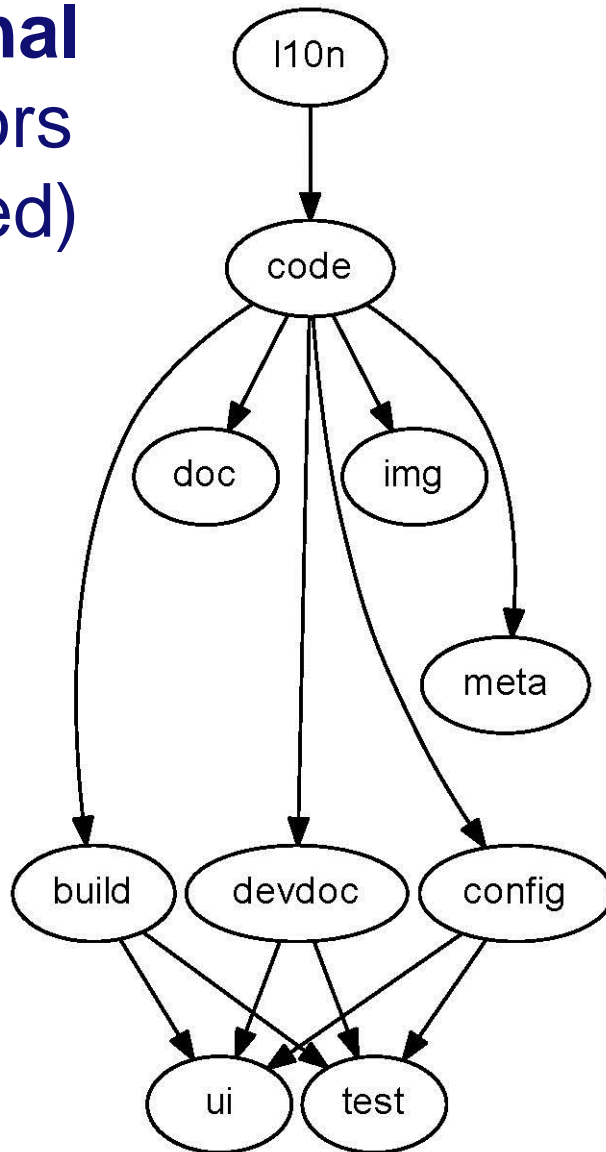 nal
ors
ed)
l10n
code
doc
img
meta
build
devdoc
config
ui
test